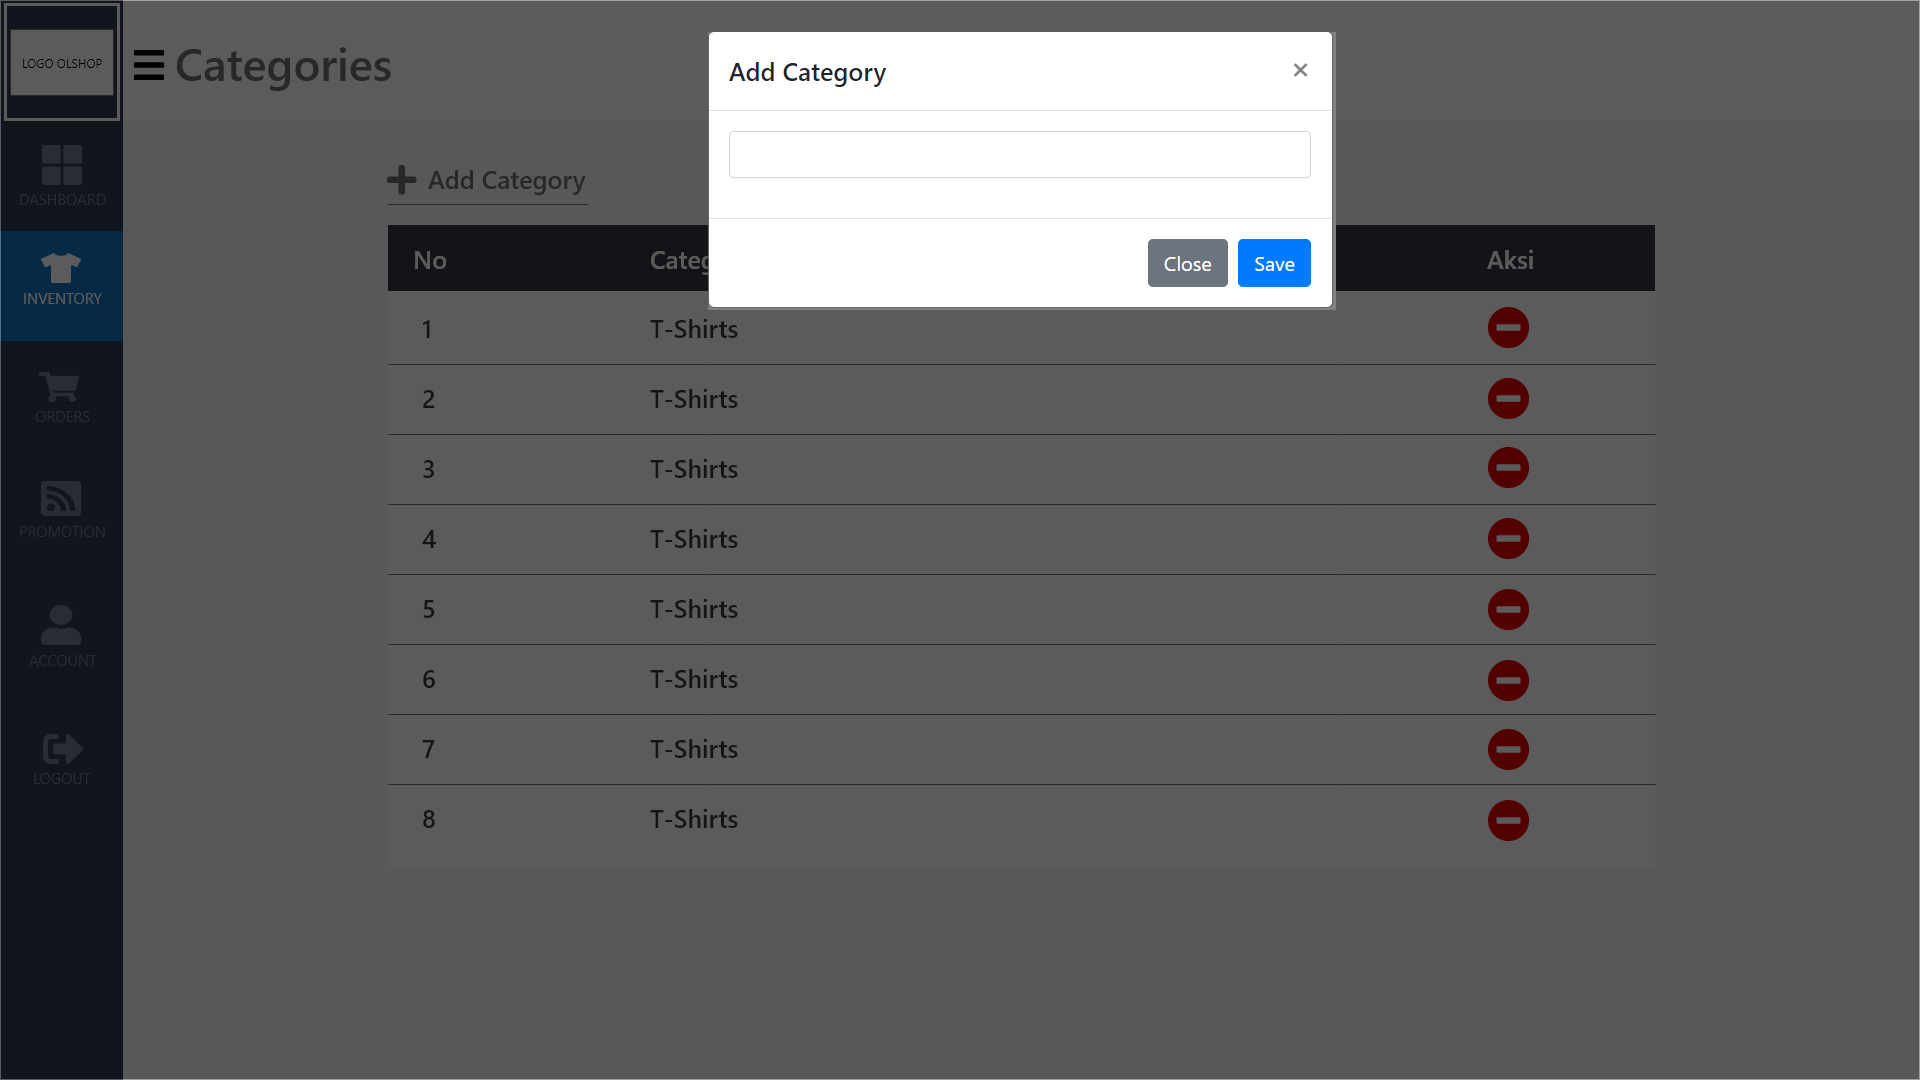 LOGO OLSHOP
Categories
Add Category
×
Close
Save
DASHBOARD
INVENTORY
ORDERS
PROMOTION
ACCOUNT
LOGOUT
Add Category
No Categ Aksi
1 T-Shirts
2 T-Shirts
3 T-Shirts
4 T-Shirts
5 T-Shirts
6 T-Shirts
7 T-Shirts
8 T-Shirts